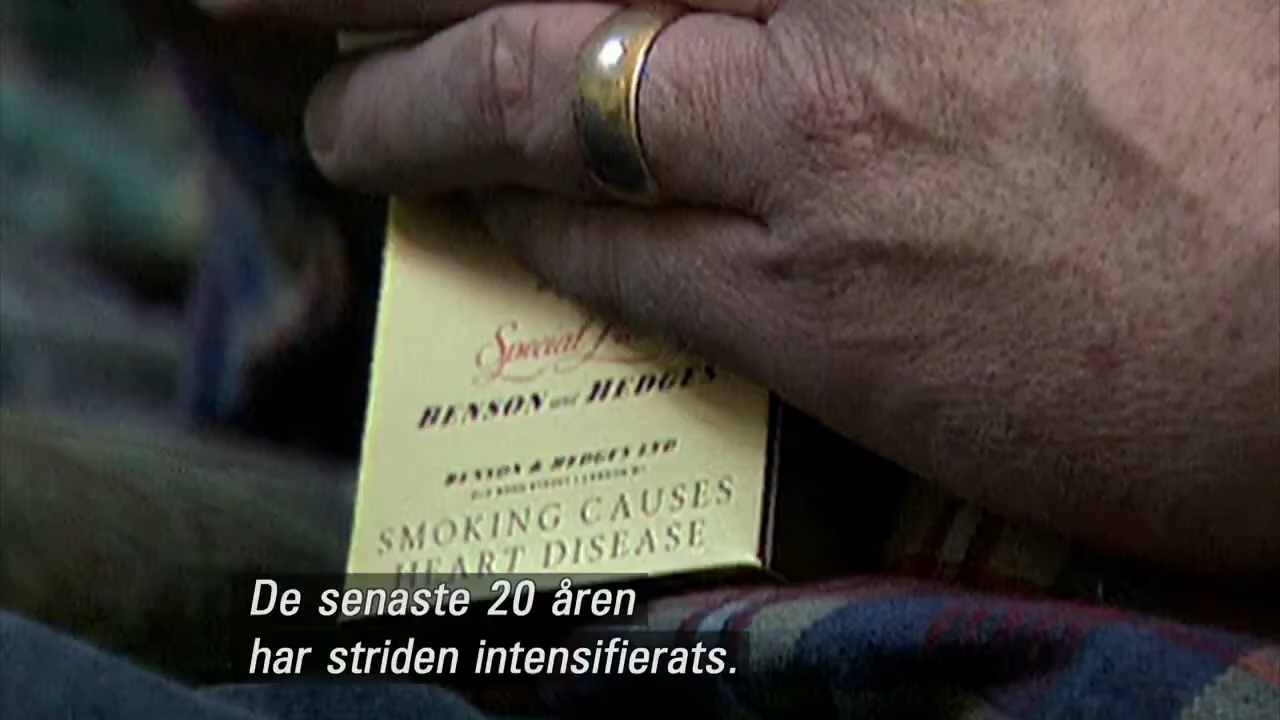 Special
BENSON and HEDGES
BENSON & HEDGES LTD
SMOKING CAUSES
HEART DISEASE
De senaste 20 åren
har striden intensifierats.